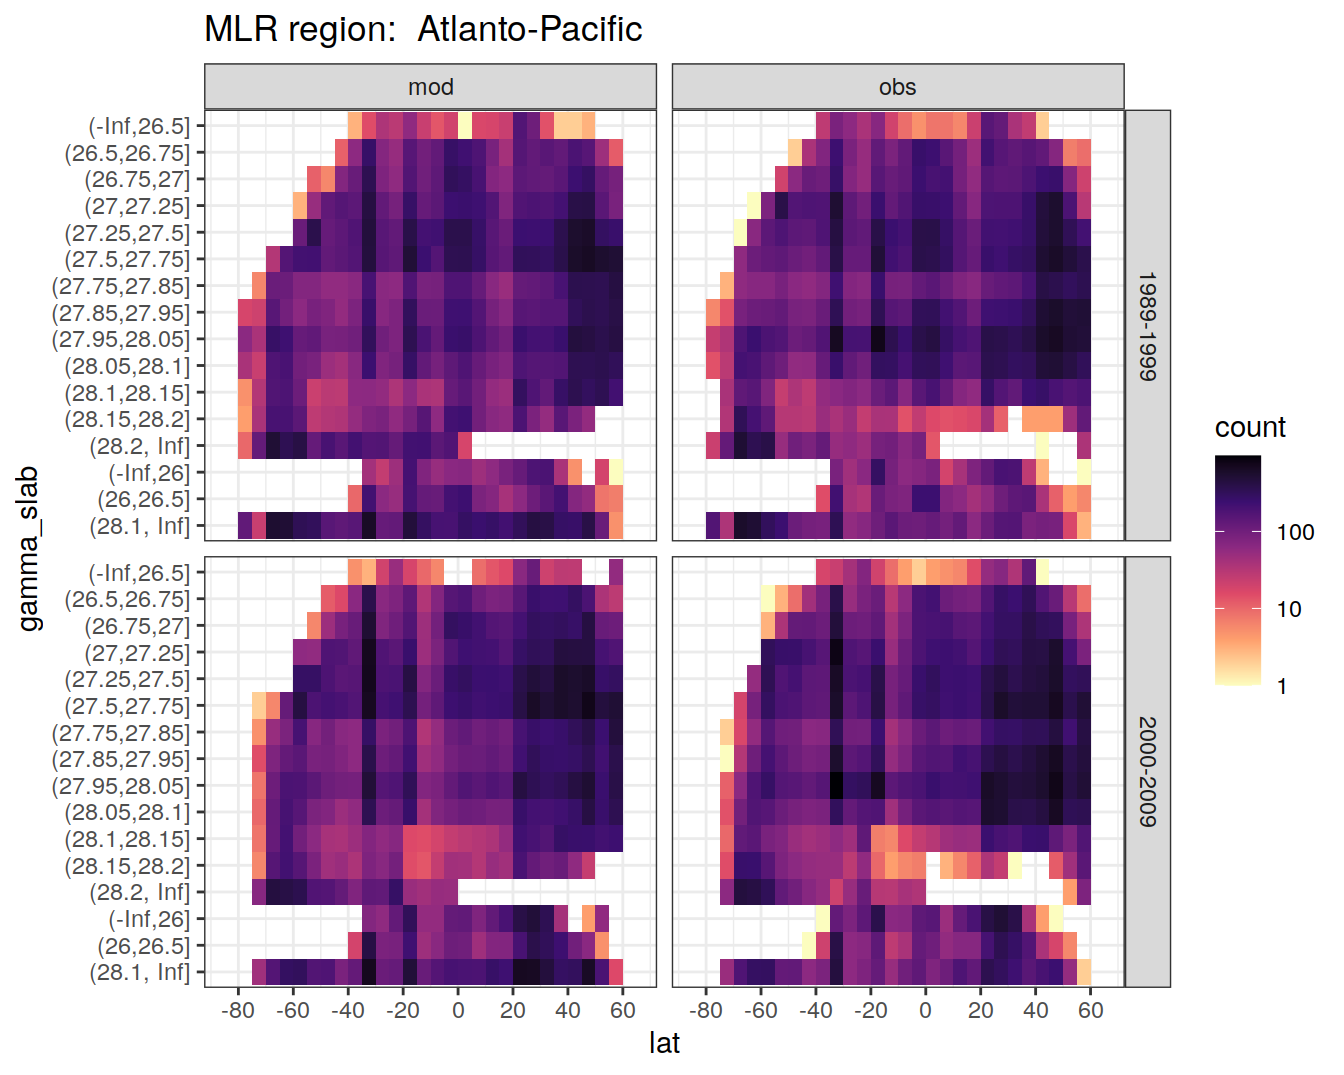 MLR region:  Atlanto-Pacific
mod
obs
(-Inf,26.5]
(26.5,26.75]
(26.75,27]
(27,27.25]
(27.25,27.5]
(27.5,27.75]
(27.75,27.85]
(27.85,27.95]
(27.95,28.05]
(28.05,28.1]
(28.1,28.15]
(28.15,28.2]
(28.2, Inf]
(-Inf,26]
(26,26.5]
(28.1, Inf]
1989-1999
(-Inf,26.5]
(26.5,26.75]
(26.75,27]
(27,27.25]
(27.25,27.5]
(27.5,27.75]
(27.75,27.85]
(27.85,27.95]
(27.95,28.05]
(28.05,28.1]
(28.1,28.15]
(28.15,28.2]
(28.2, Inf]
(-Inf,26]
(26,26.5]
(28.1, Inf]
2000-2009
gamma_slab
-80 -60 -40 -20 0 20 40 60
-80 -60 -40 -20 0 20 40 60
lat
count
100
10
1